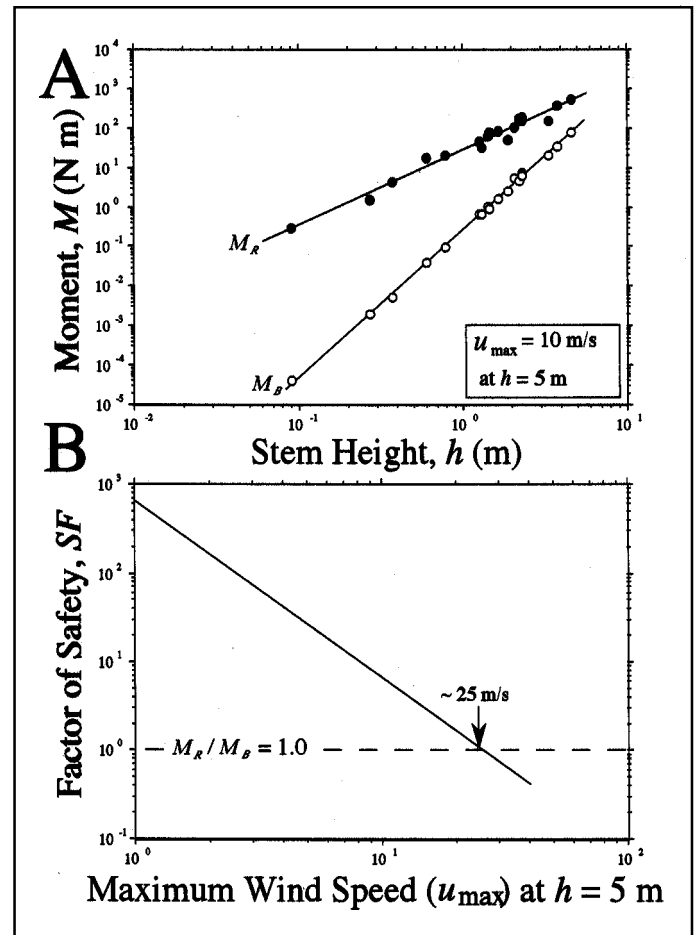 A
Moment, M (N m)
10^4
10^3
10^2
10^1
10^0
10^-1
10^-2
10^-3
10^-4
10^-5
M_R
M_B
u_max = 10 m/s
at h = 5 m
10^-2
10^-1
10^0
10^1
Stem Height, h (m)
B
Factor of Safety, SF
10^3
10^2
10^1
10^0
10^-1
~ 25 m/s
M_R / M_B = 1.0
10^0
10^1
10^2
Maximum Wind Speed (u_max) at h = 5 m